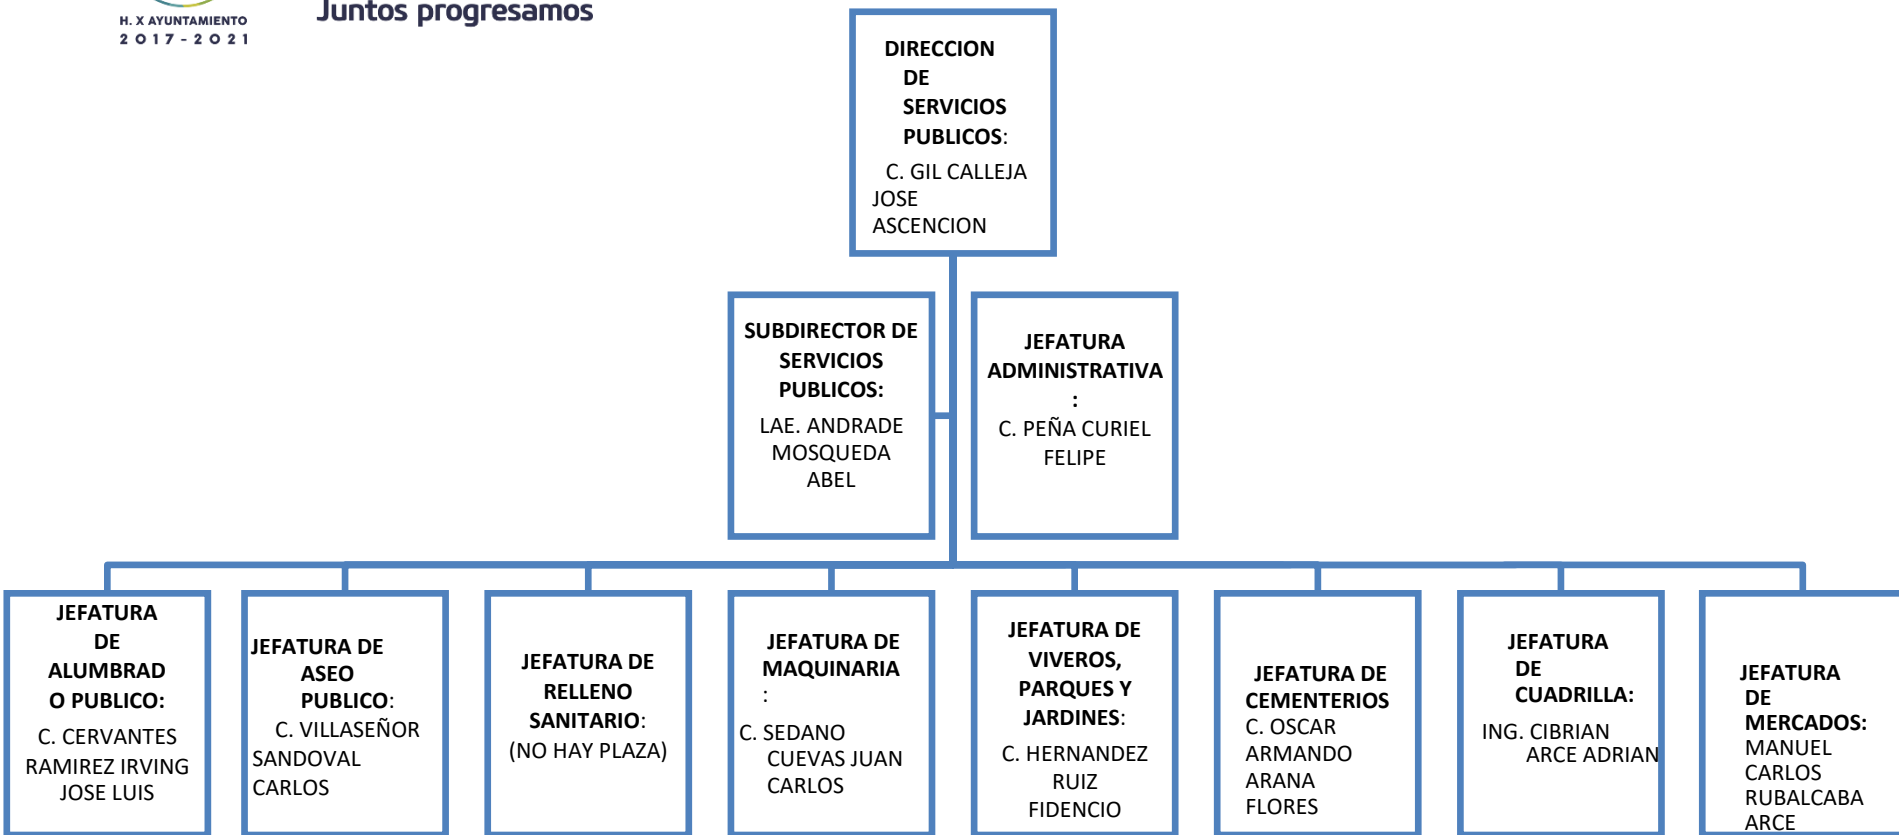 H. X AYUNTAMIENTO
2017-2021
Juntos progresamos
DIRECCION
DE
SERVICIOS
PUBLICOS:
C. GIL CALLEJA
JOSE
ASCENCION
SUBDIRECTOR DE
SERVICIOS
PUBLICOS:
LAE. ANDRADE
MOSQUEDA
ABEL
JEFATURA
ADMINISTRATIVA
:
C. PEÑA CURIEL
FELIPE
JEFATURA
DE
ALUMBRAD
O PUBLICO:
C. CERVANTES
RAMIREZ IRVING
JOSE LUIS
JEFATURA DE
ASEO
PUBLICO:
C. VILLASEÑOR
SANDOVAL
CARLOS
JEFATURA DE
RELLENO
SANITARIO:
(NO HAY PLAZA)
JEFATURA DE
MAQUINARIA
:
C. SEDANO
CUEVAS JUAN
CARLOS
JEFATURA DE
VIVEROS,
PARQUES Y
JARDINES:
C. HERNANDEZ
RUIZ
FIDENCIO
JEFATURA DE
CEMENTERIOS
C. OSCAR
ARMANDO
ARANA
FLORES
JEFATURA
DE
CUADRILLA:
ING. CIBRIAN
ARCE ADRIAN
JEFATURA
DE
MERCADOS:
MANUEL
CARLOS
RUBALCABA
ARCE